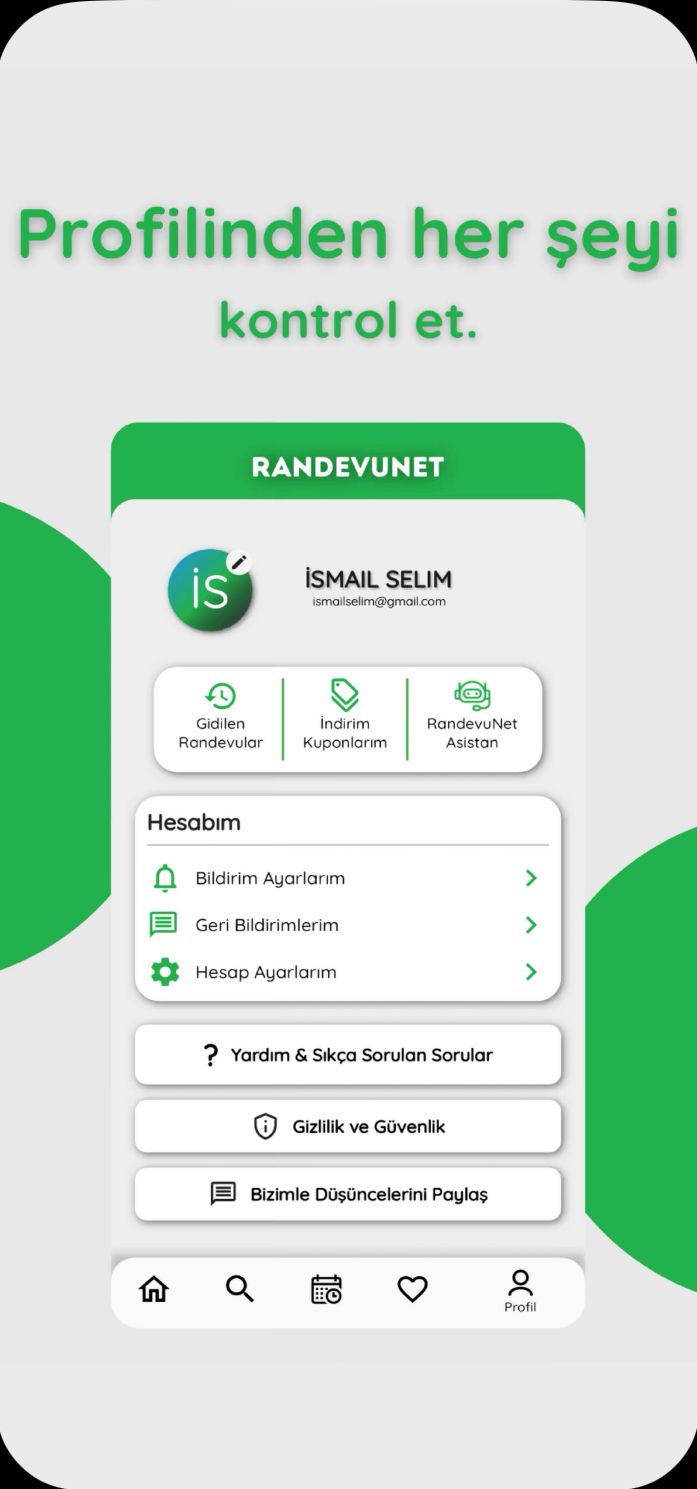 Profilinden her şeyi
kontrol et.
RANDEVUNET
İS
İSMAIL SELIM
ismailselim@gmail.com
Gidilen
Randevular
İndirim
Kuponlarım
RandevuNet
Asistan
Hesabım
Bildirim Ayarlarım
Geri Bildirimlerim
Hesap Ayarlarım
? Yardım & Sıkça Sorulan Sorular
Gizlilik ve Güvenlik
Bizimle Düşüncelerini Paylaş
Profil